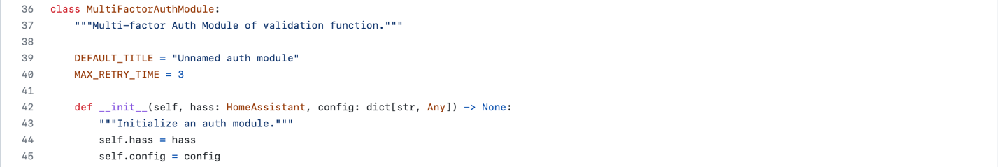 36 class MultiFactorAuthModule:
37     """Multi-factor Auth Module of validation function."""
38
39     DEFAULT_TITLE = "Unnamed auth module"
40     MAX_RETRY_TIME = 3
41
42     def __init__(self, hass: HomeAssistant, config: dict[str, Any]) -> None:
43         """Initialize an auth module."""
44         self.hass = hass
45         self.config = config